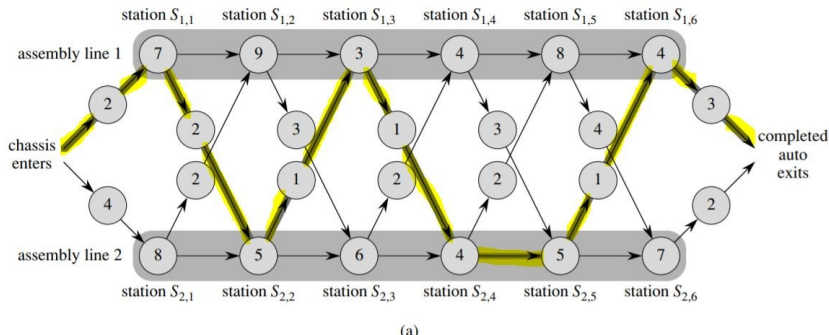 station S1,1 station S1,2 station S1,3 station S1,4 station S1,5 station S1,6
assembly line 1 7 9 3 4 8 4
2 3
chassis enters
completed auto exits
2 3 1 3 4
2 1 2 2 1
4 2
assembly line 2 8 5 6 4 5 7
station S2,1 station S2,2 station S2,3 station S2,4 station S2,5 station S2,6
(a)